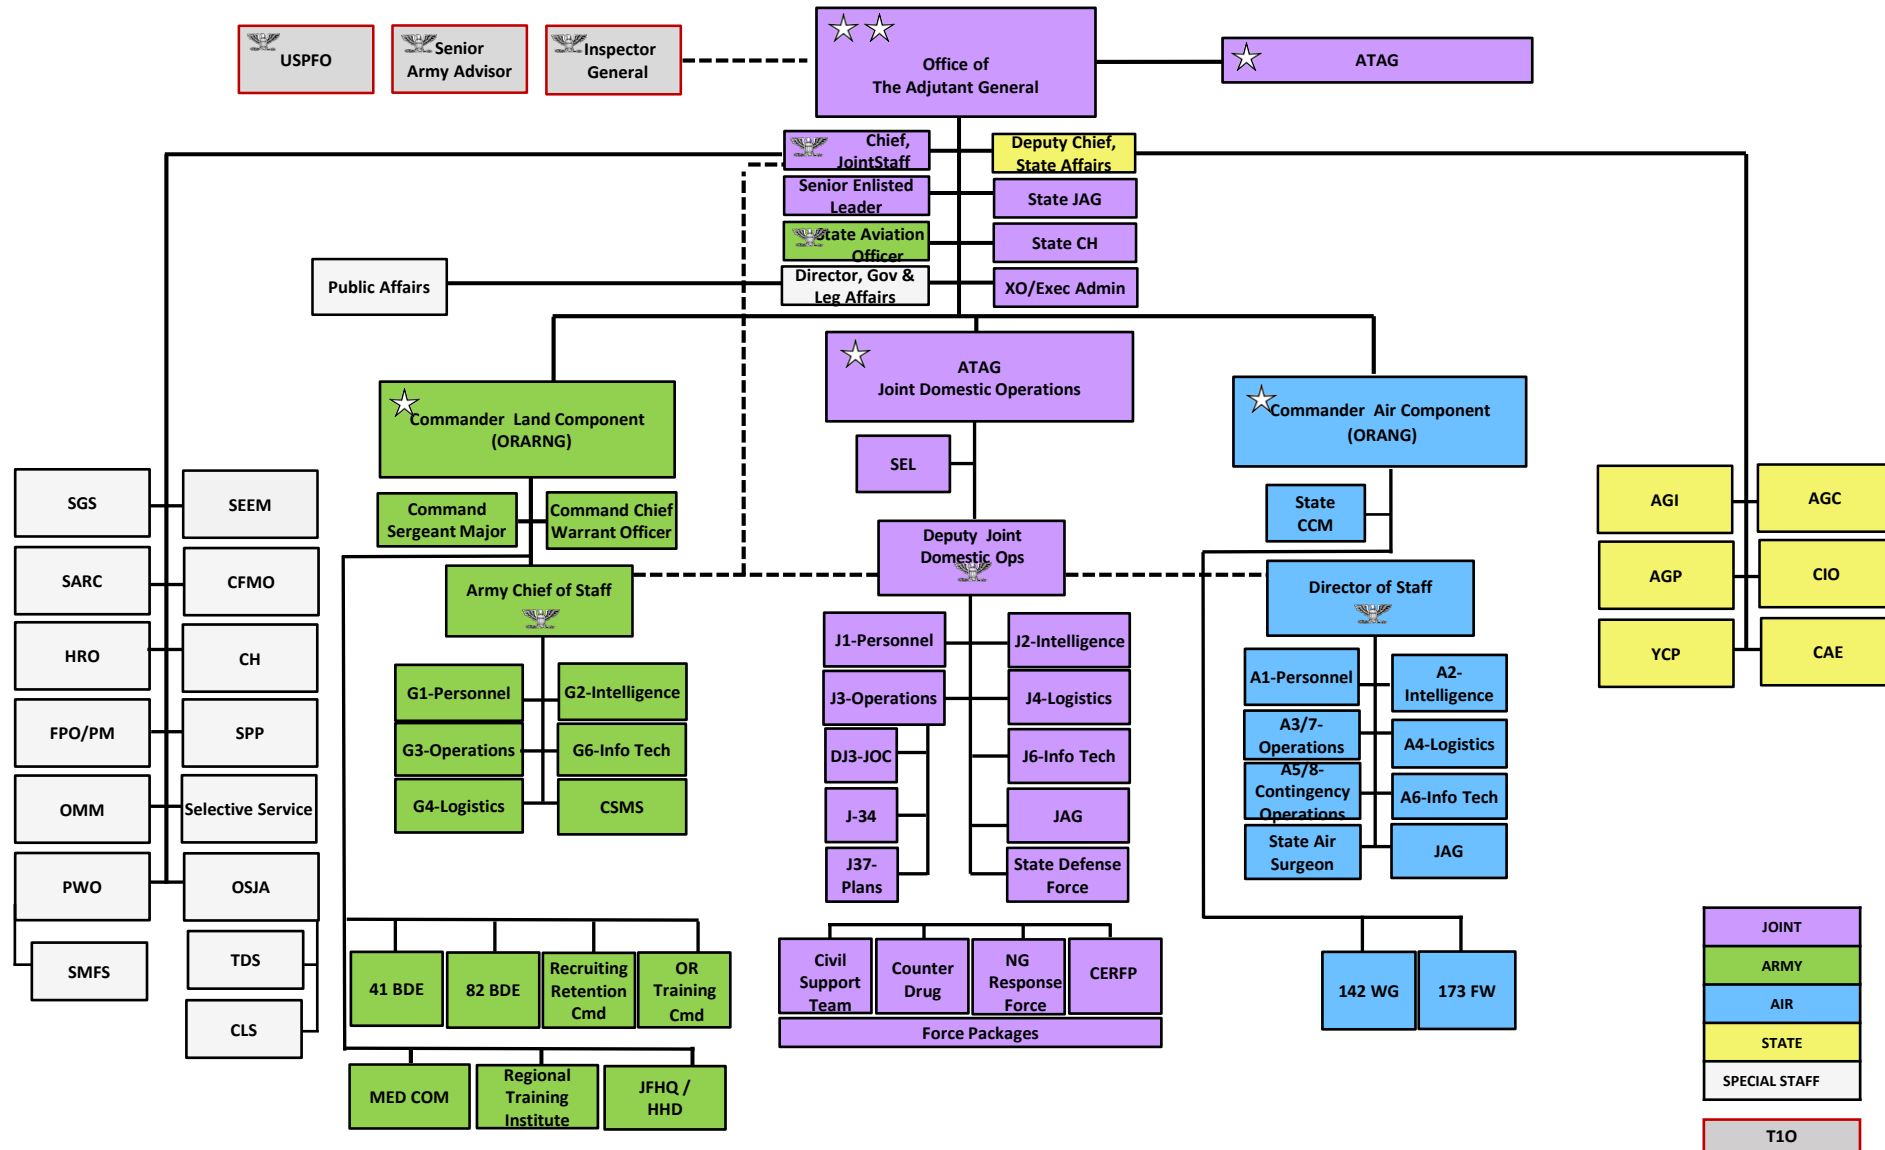 USPFO
Senior
Army Advisor
Inspector
General
Office of
The Adjutant General
ATAG
Chief,
JointStaff
Deputy Chief,
State Affairs
Senior Enlisted
Leader
State JAG
State Aviation
Officer
State CH
Public Affairs
Director, Gov &
Leg Affairs
XO/Exec Admin
ATAG
Joint Domestic Operations
Commander Land Component
(ORARNG)
Commander Air Component
(ORANG)
SEL
Command
Sergeant Major
Command Chief
Warrant Officer
State
CCM
Deputy Joint
Domestic Ops
Army Chief of Staff
Director of Staff
SGS
SEEM
SARC
CFMO
HRO
CH
FPO/PM
SPP
OMM
Selective Service
PWO
OSJA
SMFS
TDS
CLS
G1-Personnel
G2-Intelligence
G3-Operations
G6-Info Tech
G4-Logistics
CSMS
J1-Personnel
J2-Intelligence
J3-Operations
J4-Logistics
DJ3-JOC
J6-Info Tech
J-34
JAG
J37-
Plans
State Defense
Force
A1-Personnel
A2-
Intelligence
A3/7-
Operations
A4-Logistics
A5/8-
Contingency
Operations
A6-Info Tech
State Air
Surgeon
JAG
AGI
AGC
AGP
CIO
YCP
CAE
41 BDE
82 BDE
Recruiting
Retention
Cmd
OR
Training
Cmd
MED COM
Regional
Training
Institute
JFHQ /
HHD
Civil
Support
Team
Counter
Drug
NG
Response
Force
CERFP
Force Packages
142 WG
173 FW
JOINT
ARMY
AIR
STATE
SPECIAL STAFF
T1O